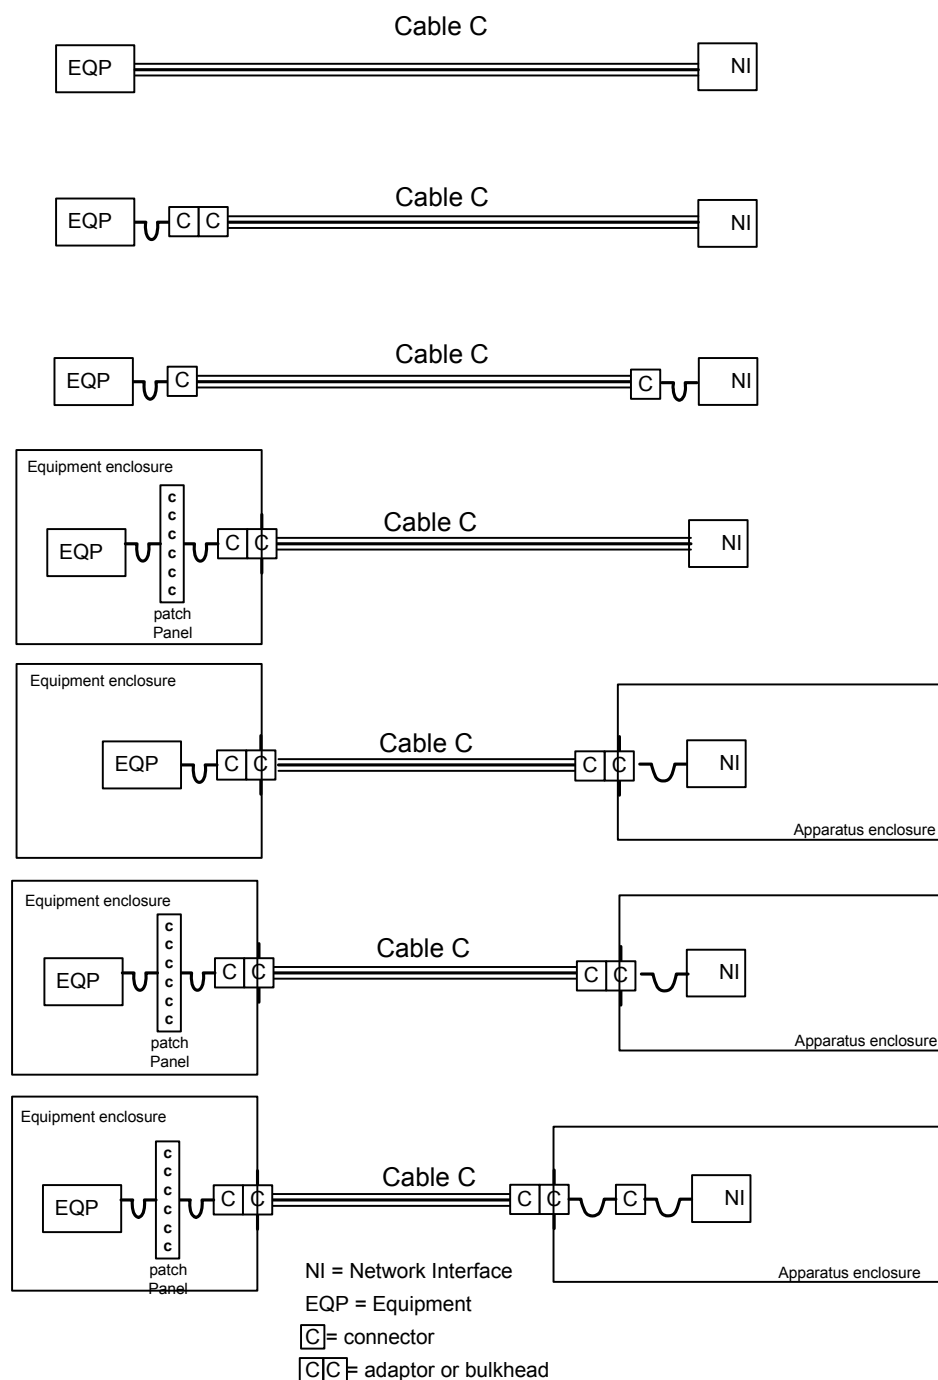 Cable C
EQP NI
Cable C
EQP C C NI
Cable C
EQP C C NI
Equipment enclosure
c
c
c
c
c
c
Cable C
EQP C C NI
patch
Panel
Equipment enclosure
Cable C
EQP C C C C NI
Apparatus enclosure
Equipment enclosure
c
c
c
c
c
c
Cable C
EQP C C C C NI
patch
Panel
Apparatus enclosure
Equipment enclosure
c
c
c
c
c
c
Cable C
EQP C C C C C NI
patch
Panel
Apparatus enclosure
NI = Network Interface
EQP = Equipment
C = connector
C C = adaptor or bulkhead